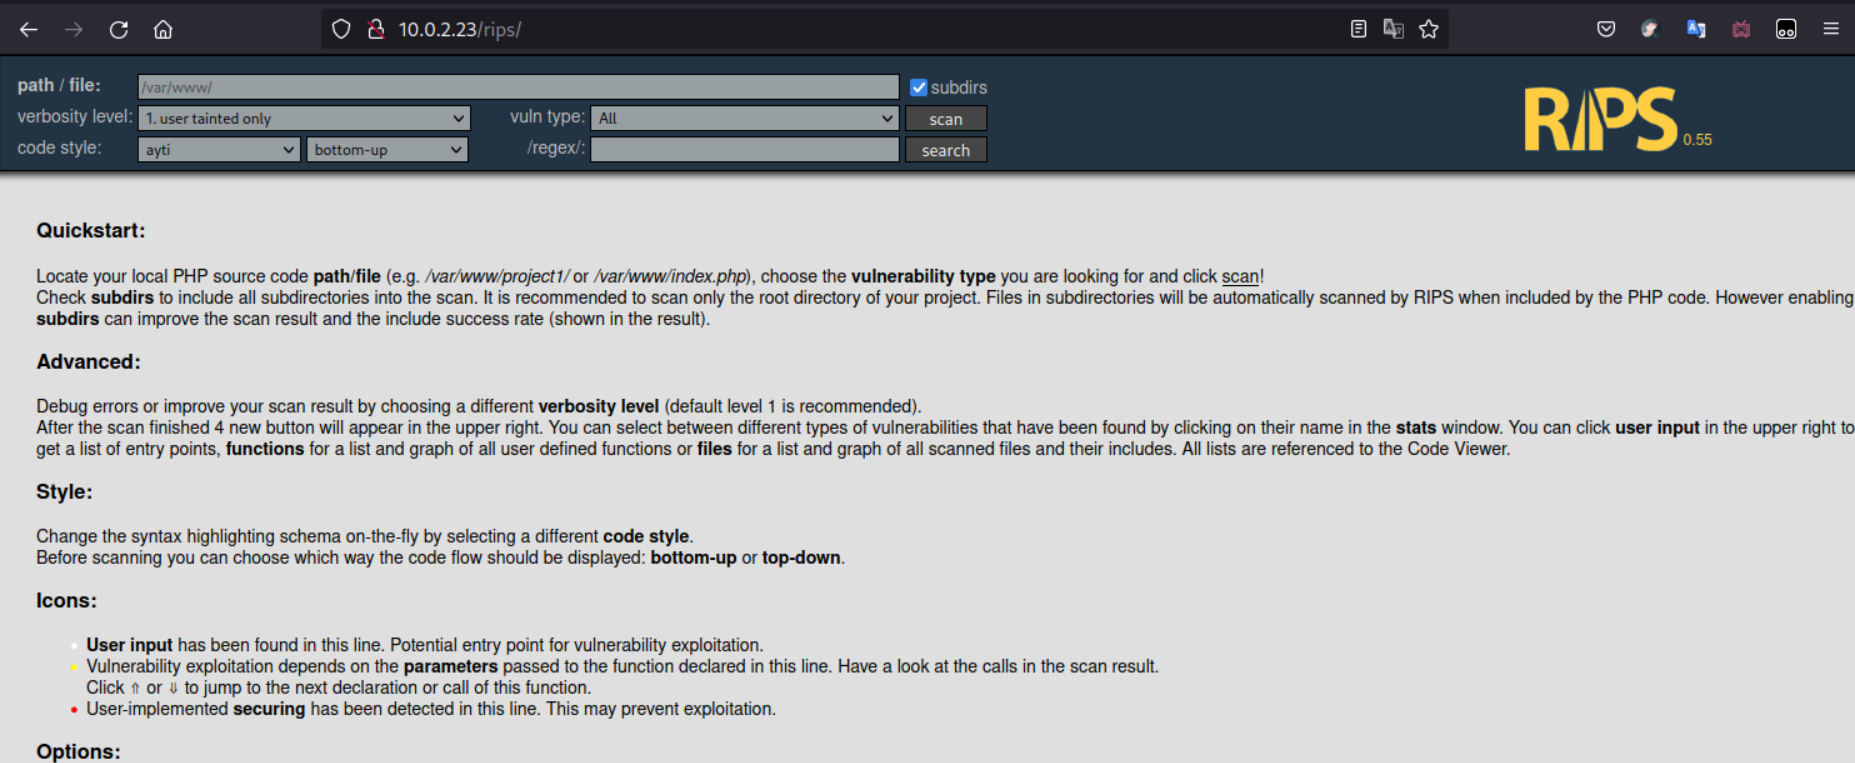 10.0.2.23/rips/
path / file: /var/www/ subdirs
verbosity level: 1. user tainted only vuln type: All scan
code style: ayti bottom-up /regex/: search
RIPS 0.55
Quickstart:
Locate your local PHP source code path/file (e.g. /var/www/project1/ or /var/www/index.php), choose the vulnerability type you are looking for and click scan!
Check subdirs to include all subdirectories into the scan. It is recommended to scan only the root directory of your project. Files in subdirectories will be automatically scanned by RIPS when included by the PHP code. However enabling
subdirs can improve the scan result and the include success rate (shown in the result).
Advanced:
Debug errors or improve your scan result by choosing a different verbosity level (default level 1 is recommended).
After the scan finished 4 new button will appear in the upper right. You can select between different types of vulnerabilities that have been found by clicking on their name in the stats window. You can click user input in the upper right to
get a list of entry points, functions for a list and graph of all user defined functions or files for a list and graph of all scanned files and their includes. All lists are referenced to the Code Viewer.
Style:
Change the syntax highlighting schema on-the-fly by selecting a different code style.
Before scanning you can choose which way the code flow should be displayed: bottom-up or top-down.
Icons:
User input has been found in this line. Potential entry point for vulnerability exploitation.
Vulnerability exploitation depends on the parameters passed to the function declared in this line. Have a look at the calls in the scan result.
Click ⇑ or ⇓ to jump to the next declaration or call of this function.
User-implemented securing has been detected in this line. This may prevent exploitation.
Options: